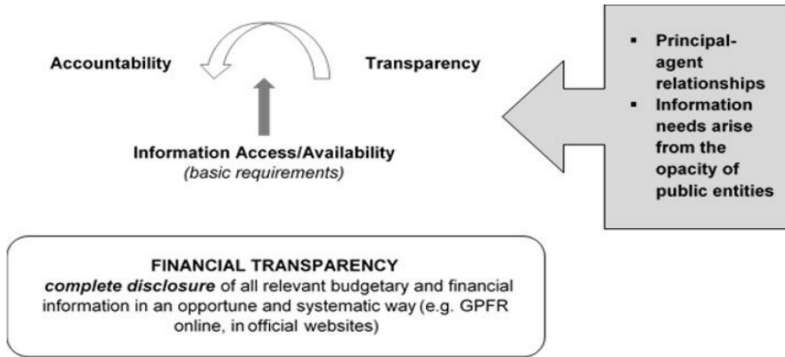 Accountability
Transparency
Information Access/Availability
(basic requirements)
▪ Principal-
agent
relationships
▪ Information
needs arise
from the
opacity of
public entities
FINANCIAL TRANSPARENCY
complete disclosure of all relevant budgetary and financial
information in an opportune and systematic way (e.g. GPFR
online, in official websites)